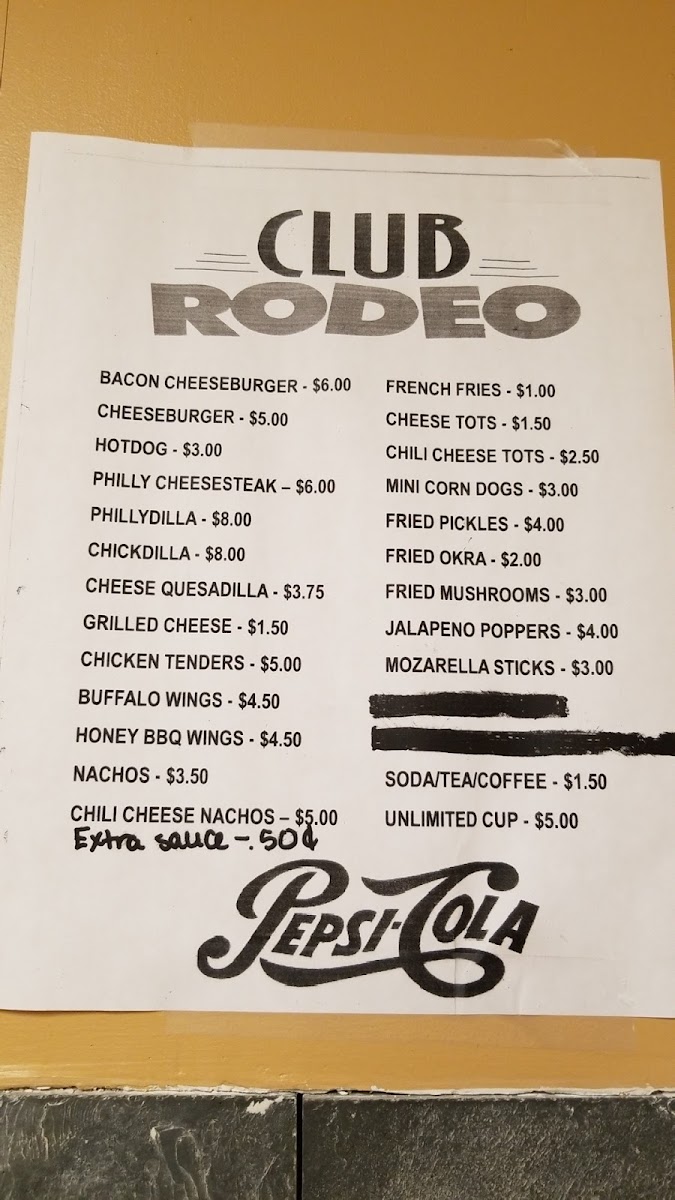 CLUB
RODEO
BACON CHEESEBURGER - $6.00
CHEESEBURGER - $5.00
HOTDOG - $3.00
PHILLY CHEESESTEAK – $6.00
PHILLYDILLA - $8.00
CHICKDILLA - $8.00
CHEESE QUESADILLA - $3.75
GRILLED CHEESE - $1.50
CHICKEN TENDERS - $5.00
BUFFALO WINGS - $4.50
HONEY BBQ WINGS - $4.50
NACHOS - $3.50
CHILI CHEESE NACHOS – $5.00
Extra sauce - .50¢
FRENCH FRIES - $1.00
CHEESE TOTS - $1.50
CHILI CHEESE TOTS - $2.50
MINI CORN DOGS - $3.00
FRIED PICKLES - $4.00
FRIED OKRA - $2.00
FRIED MUSHROOMS - $3.00
JALAPENO POPPERS - $4.00
MOZARELLA STICKS - $3.00
SODA/TEA/COFFEE - $1.50
UNLIMITED CUP - $5.00
PEPSI-COLA